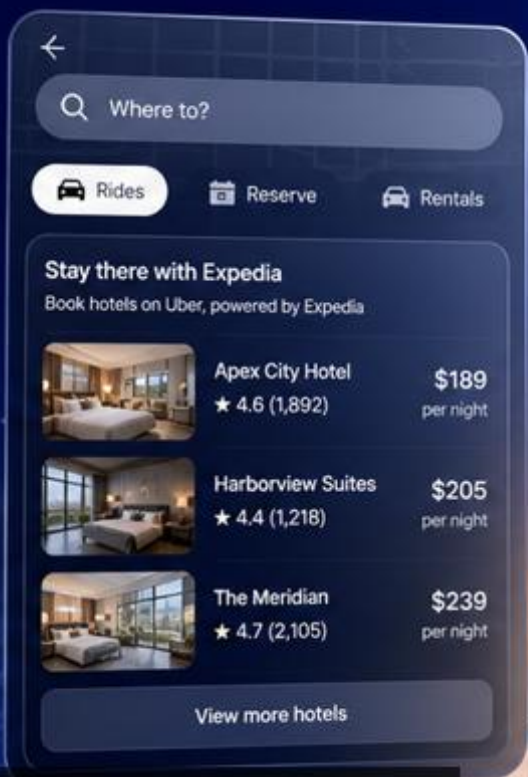 Where to?
Rides
Reserve
Rentals
Stay there with Expedia
Book hotels on Uber, powered by Expedia
Apex City Hotel
★ 4.6 (1,892)
$189
per night
Harborview Suites
★ 4.4 (1,218)
$205
per night
The Meridian
★ 4.7 (2,105)
$239
per night
View more hotels